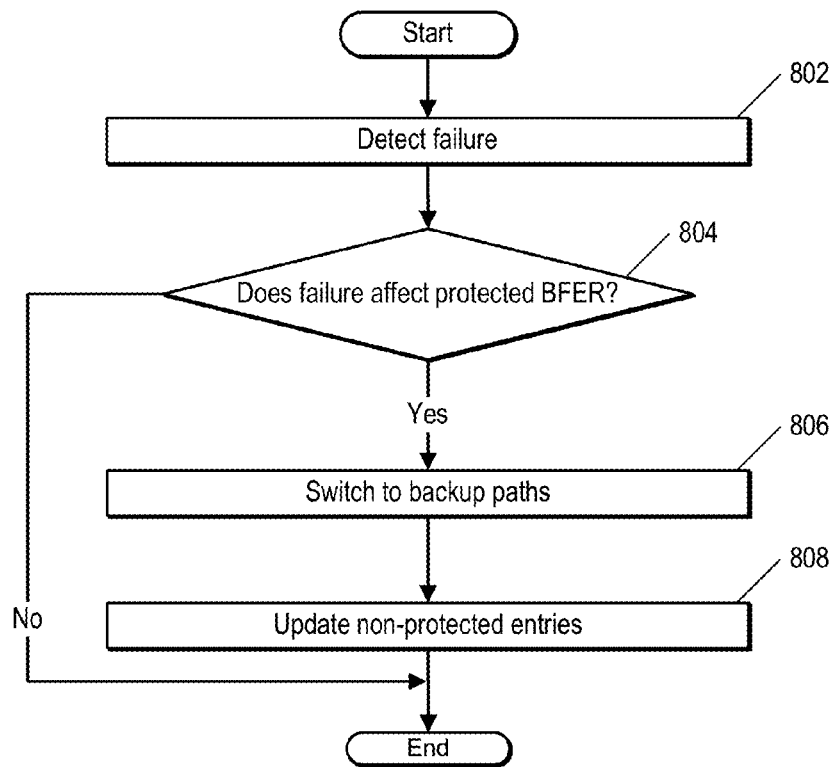 Start
802
Detect failure
804
Does failure affect protected BFER?
Yes
806
Switch to backup paths
808
Update non-protected entries
No
End